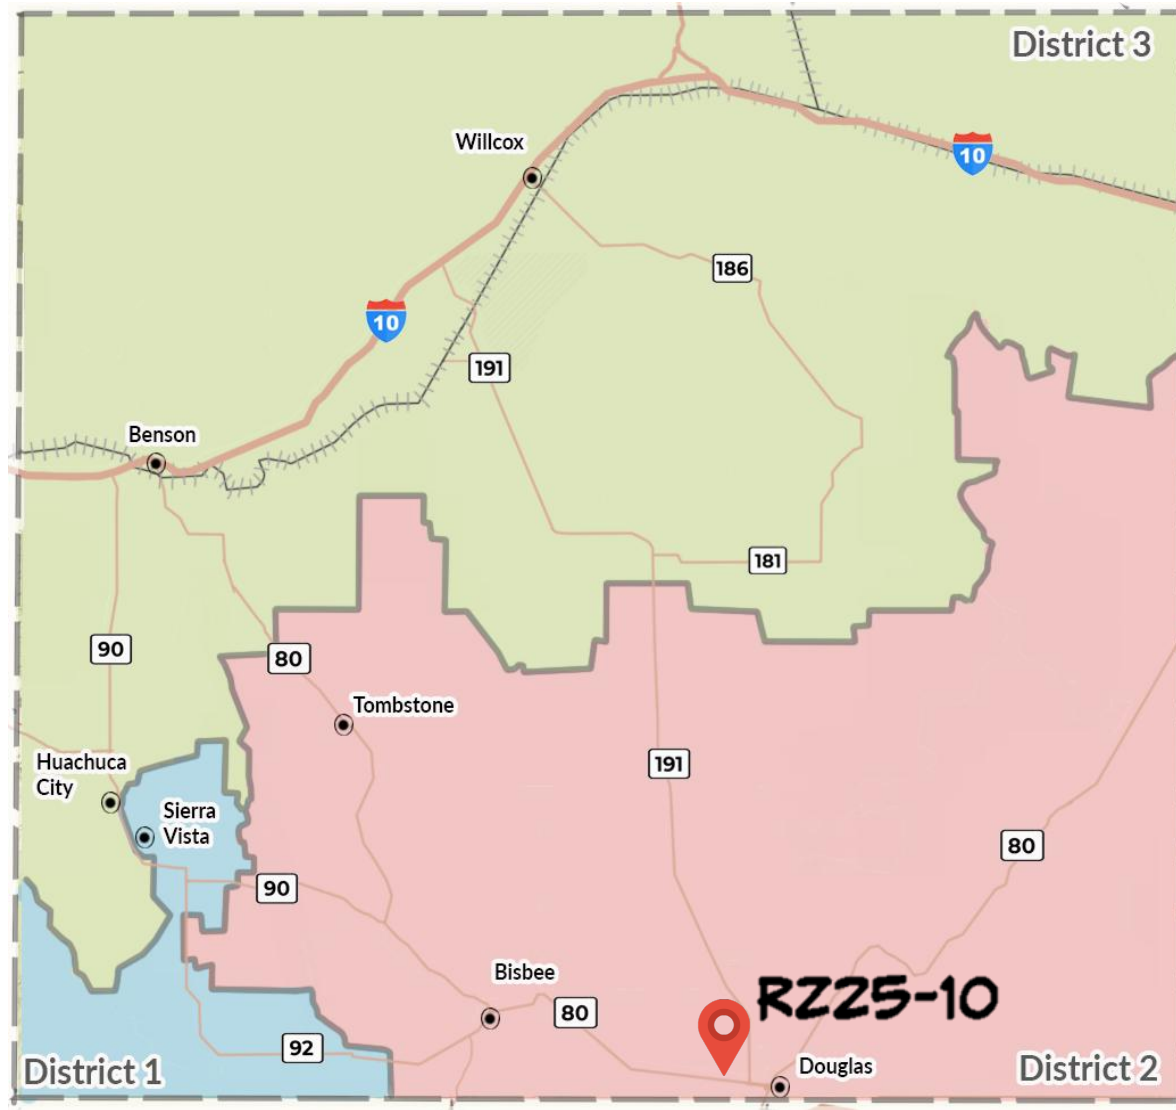 District 3
Willcox
10
186
10
191
Benson
181
90
80
Tombstone
Huachuca
City
191
Sierra
Vista
80
90
Bisbee
RZ25-10
80
92
District 1
Douglas
District 2